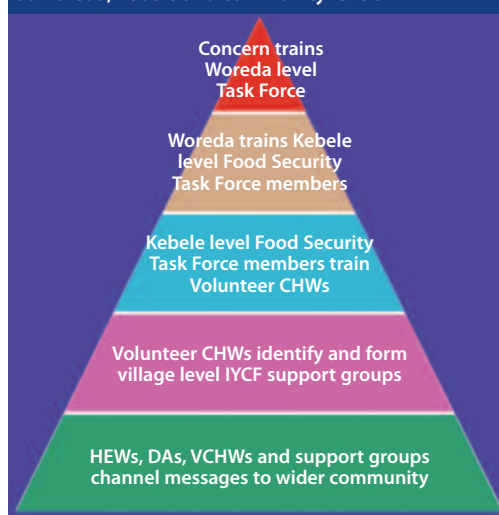 Concern trains
Woreda level
Task Force
Woreda trains Kebele
level Food Security
Task Force members
Kebele level Food Security
Task Force members train
Volunteer CHWs
Volunteer CHWs identify and form
village level IYCF support groups
HEWs, DAs, VCHWs and support groups
channel messages to wider community